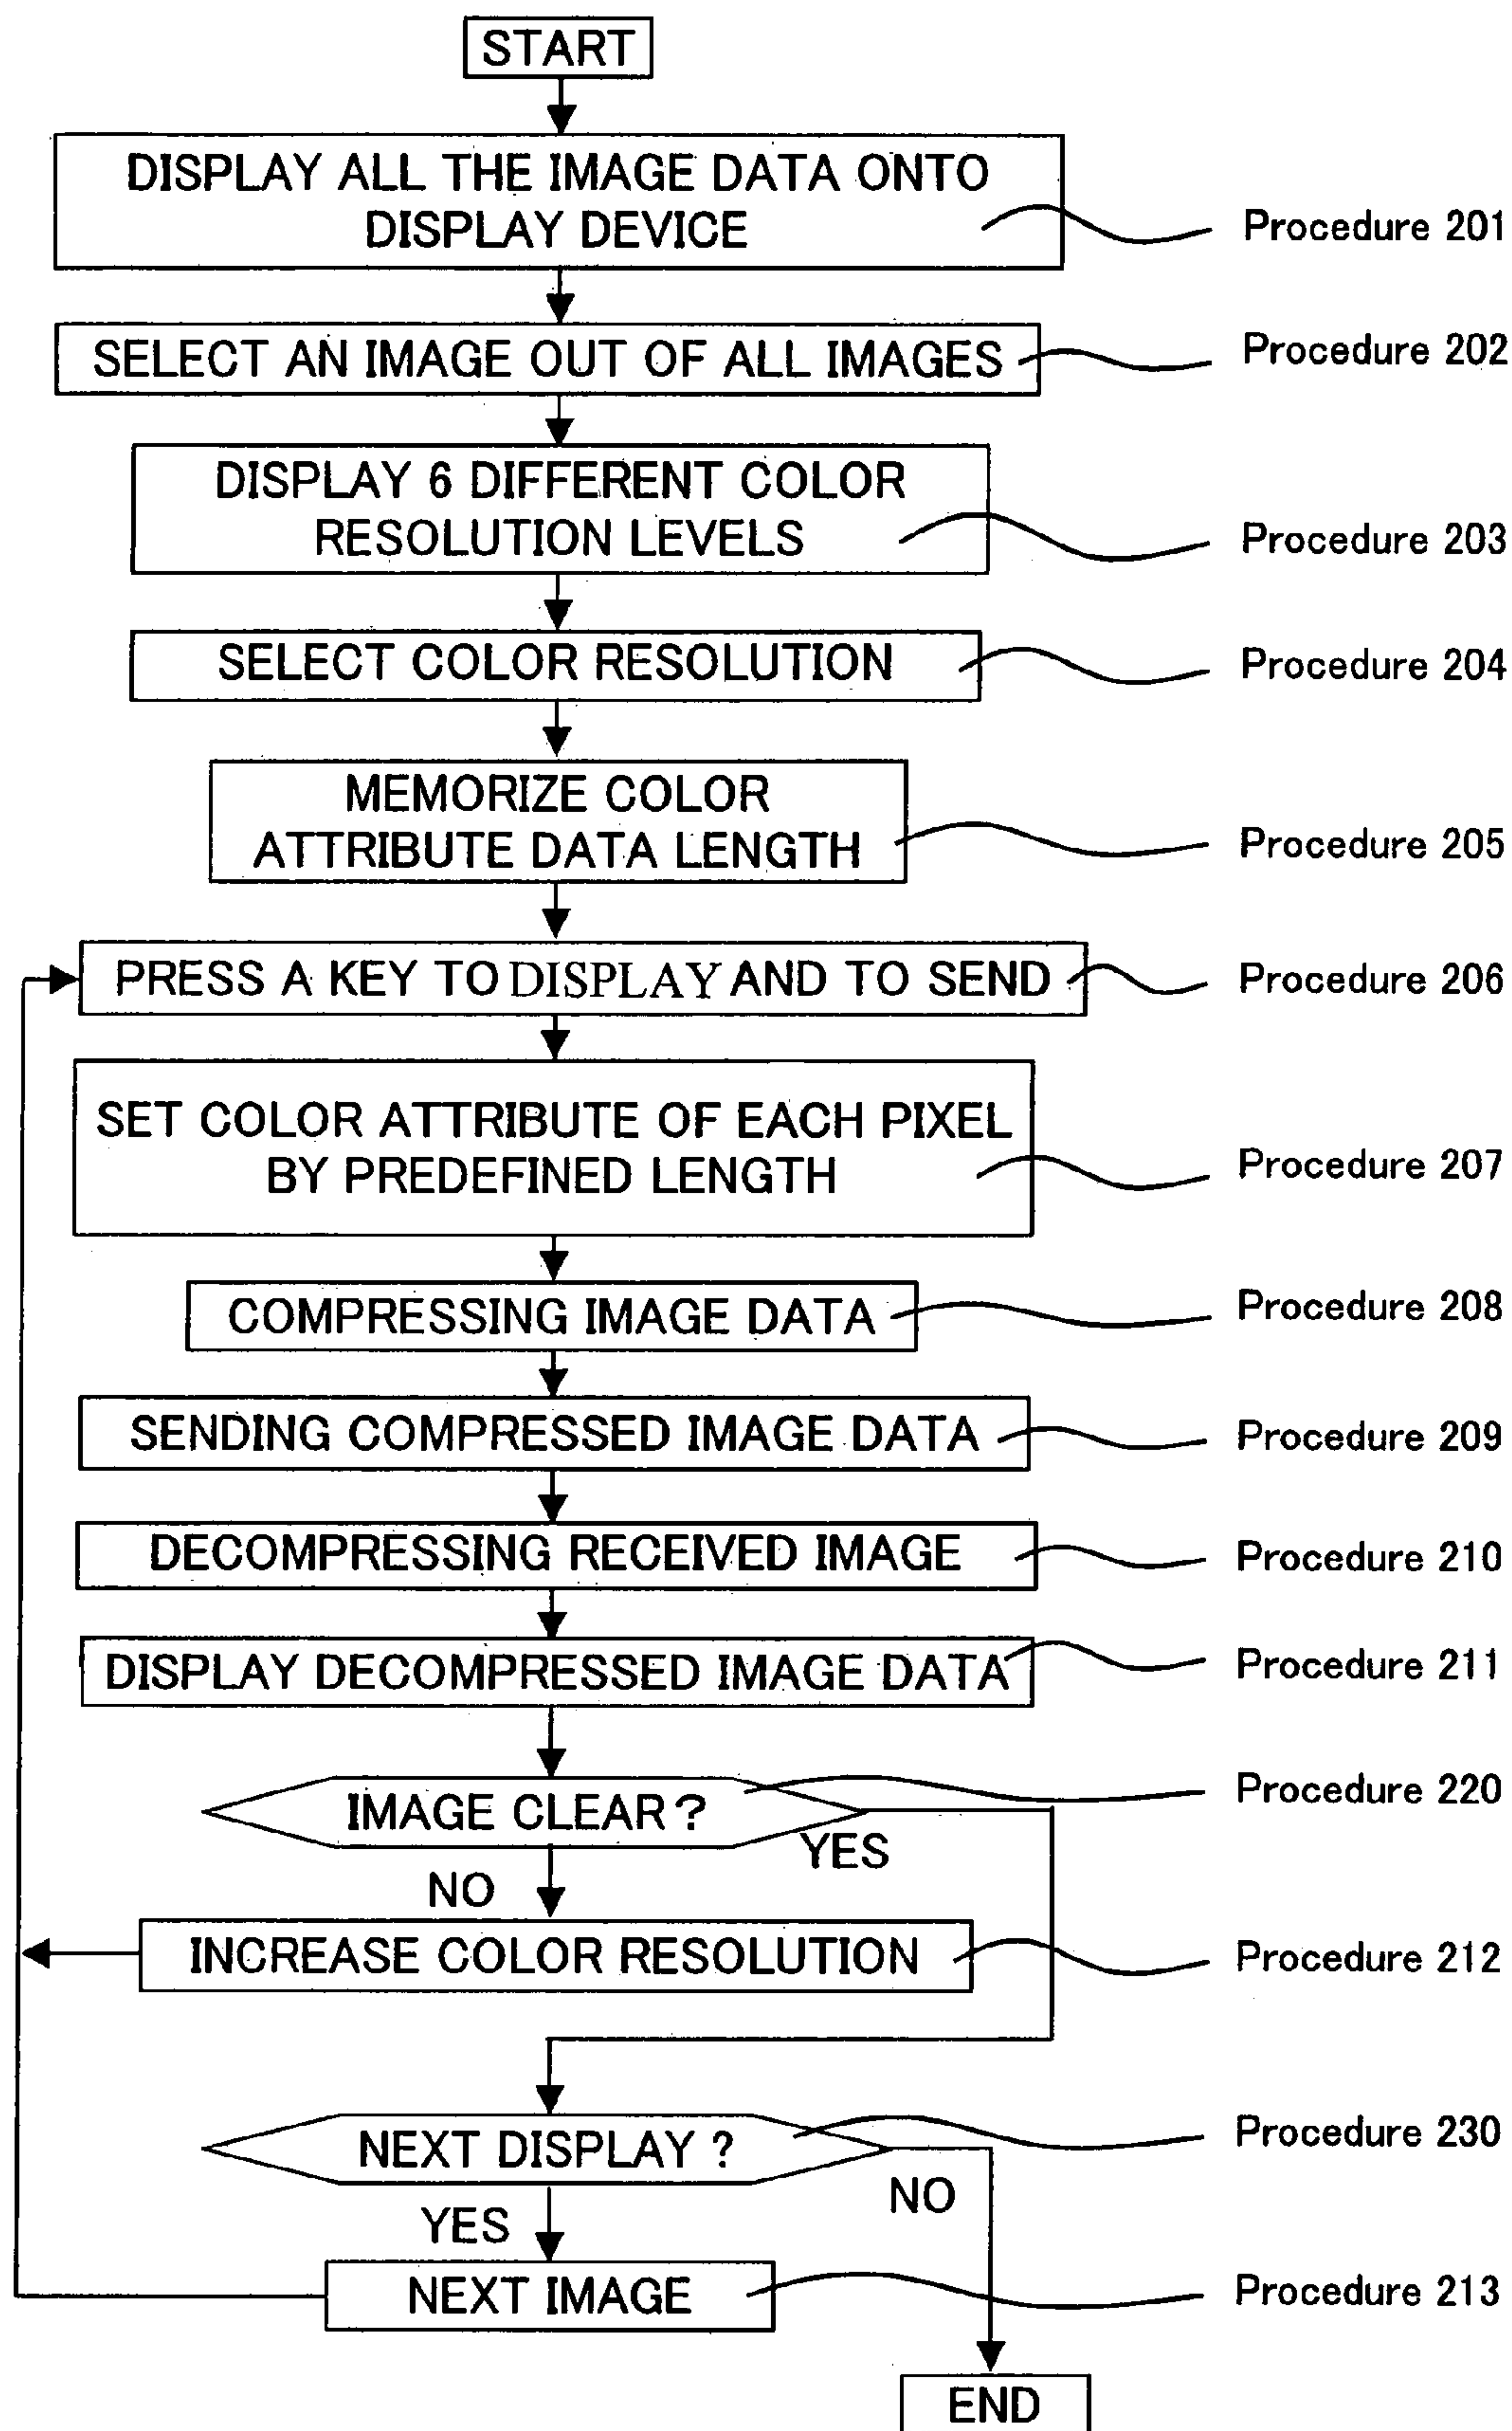 START
DISPLAY ALL THE IMAGE DATA ONTO
DISPLAY DEVICE
Procedure 201
SELECT AN IMAGE OUT OF ALL IMAGES
Procedure 202
DISPLAY 6 DIFFERENT COLOR
RESOLUTION LEVELS
Procedure 203
SELECT COLOR RESOLUTION
Procedure 204
MEMORIZE COLOR
ATTRIBUTE DATA LENGTH
Procedure 205
PRESS A KEY TO DISPLAY AND TO SEND
Procedure 206
SET COLOR ATTRIBUTE OF EACH PIXEL
BY PREDEFINED LENGTH
Procedure 207
COMPRESSING IMAGE DATA
Procedure 208
SENDING COMPRESSED IMAGE DATA
Procedure 209
DECOMPRESSING RECEIVED IMAGE
Procedure 210
DISPLAY DECOMPRESSED IMAGE DATA
Procedure 211
IMAGE CLEAR?
Procedure 220
YES
NO
INCREASE COLOR RESOLUTION
Procedure 212
NEXT DISPLAY ?
Procedure 230
NO
YES
NEXT IMAGE
Procedure 213
END